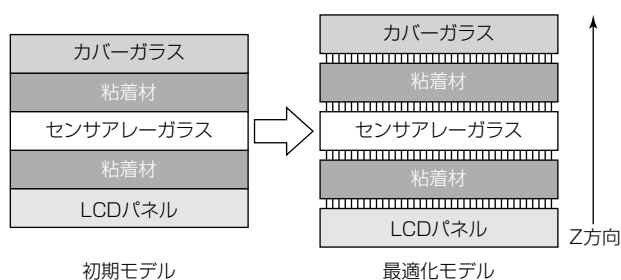 カバーガラス
粘着材
センサアレーガラス
粘着材
LCDパネル
初期モデル
カバーガラス
粘着材
センサアレーガラス
粘着材
LCDパネル
最適化モデル
Z方向